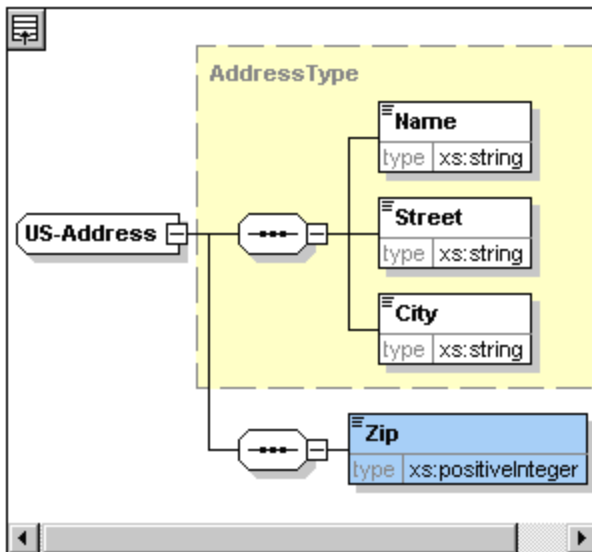 AddressType
Name
type xs:string
US-Address
Street
type xs:string
City
type xs:string
Zip
type xs:positiveInteger